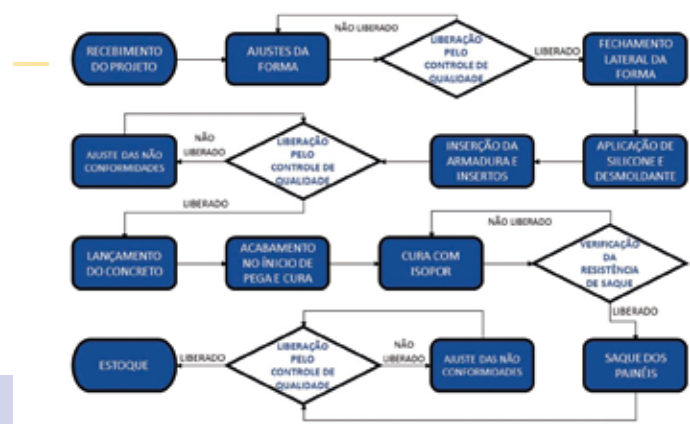 RECEBIMENTO
DO PROJETO
AJUSTES DA
FORMA
NÃO LIBERADO
LIBERAÇÃO
PELO
CONTROLE DE
QUALIDADE
LIBERADO
FECHAMENTO
LATERAL DA
FORMA
APLICAÇÃO DE
SILICONE E
DESMOLDANTE
INSERÇÃO DA
ARMADURA E
INSERTOS
LIBERAÇÃO
PELO
CONTROLE DE
QUALIDADE
NÃO
LIBERADO
AJUSTE DAS NÃO
CONFORMIDADES
LIBERADO
LANÇAMENTO
DO CONCRETO
ACABAMENTO
NO ÍNICIO DE
PEGA E CURA
CURA COM
ISOPOR
NÃO LIBERADO
VERIFICAÇÃO
DA
RESISTÊNCIA
DE SAQUE
LIBERADO
SAQUE DOS
PAINÉIS
LIBERAÇÃO
PELO
CONTROLE DE
QUALIDADE
NÃO
LIBERADO
AJUSTE DAS NÃO
CONFORMIDADES
LIBERADO
ESTOQUE